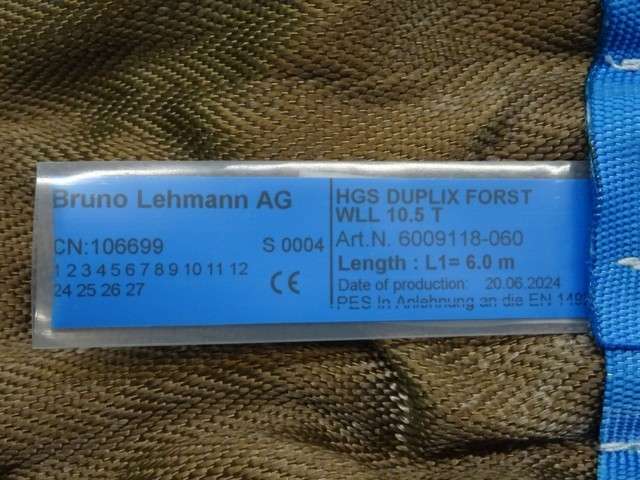 Bruno Lehmann AG
CN:106699 S 0004
1 2 3 4 5 6 7 8 9 10 11 12
24 25 26 27
CE
HGS DUPLIX FORST
WLL 10.5 T
Art.N. 6009118-060
Length : L1= 6.0 m
Date of production: 20.06.2024
PES In Anlehnung an die EN